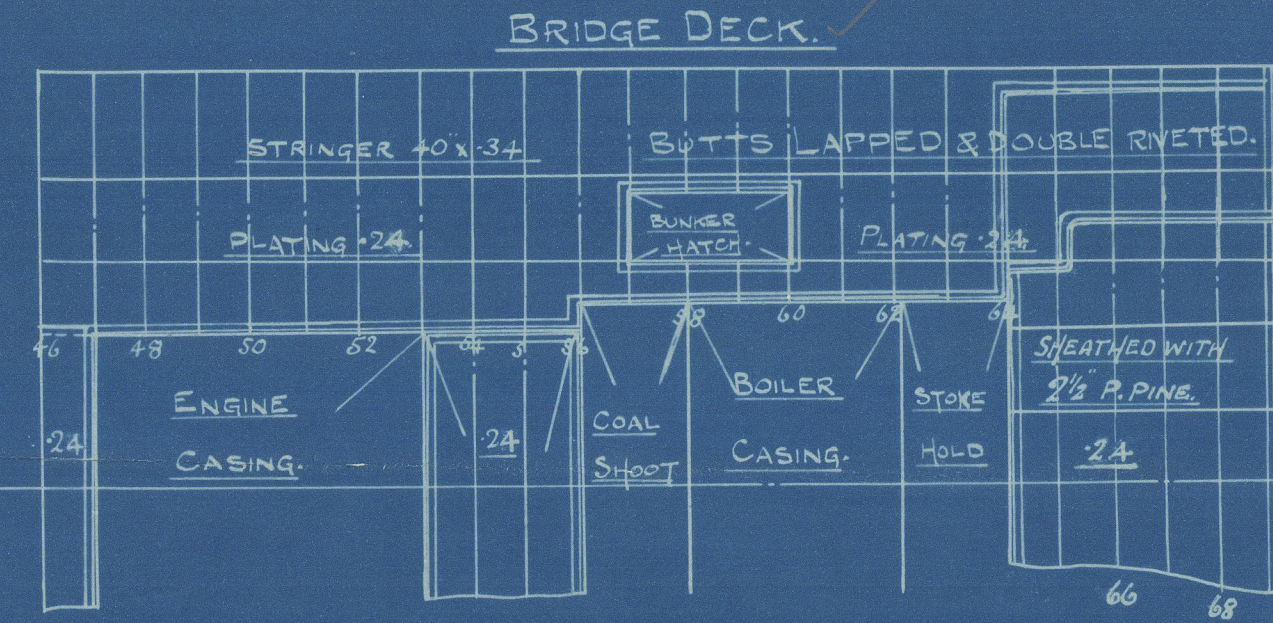 BRIDGE DECK.
STRINGER 40" x .34
BUTTS LAPPED & DOUBLE RIVETED.
PLATING .24
BUNKER
HATCH.
PLATING .24
46 48 50 52 54 5 56 58 60 62 64
ENGINE
CASING.
.24
.24
COAL
SHOOT
BOILER
CASING.
STOKE
HOLD
SHEATHED WITH
2½" P. PINE.
.24
66 68